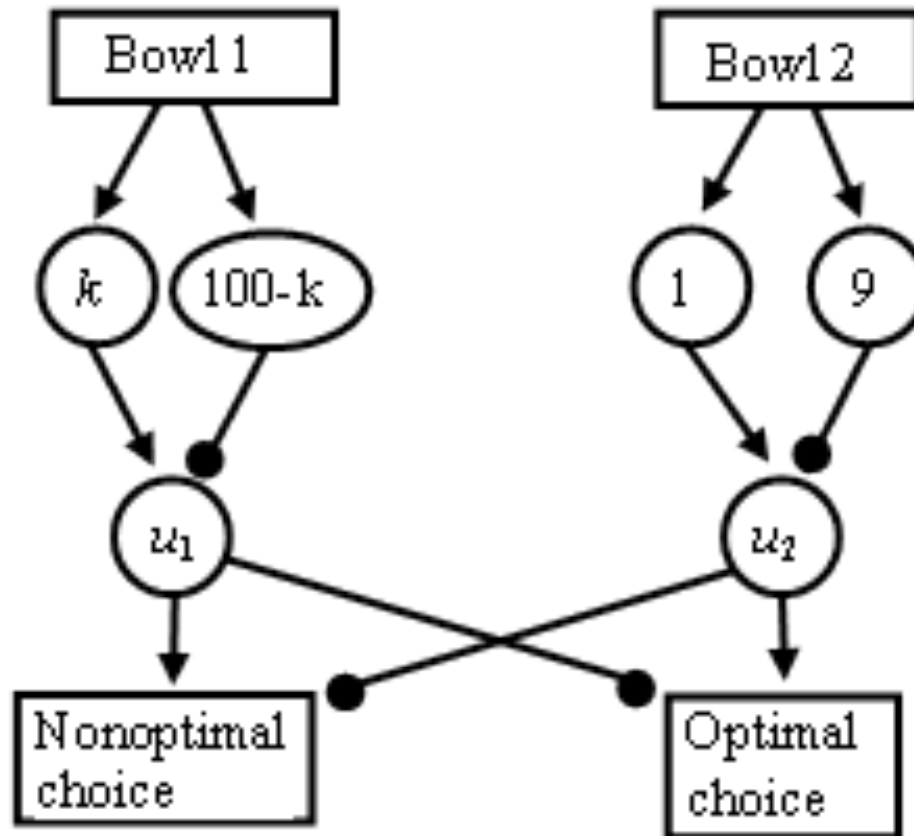 Bowl 1
Bowl 2
k
100-k
1
9
u₁
u₂
Nonoptimal
choice
Optimal
choice